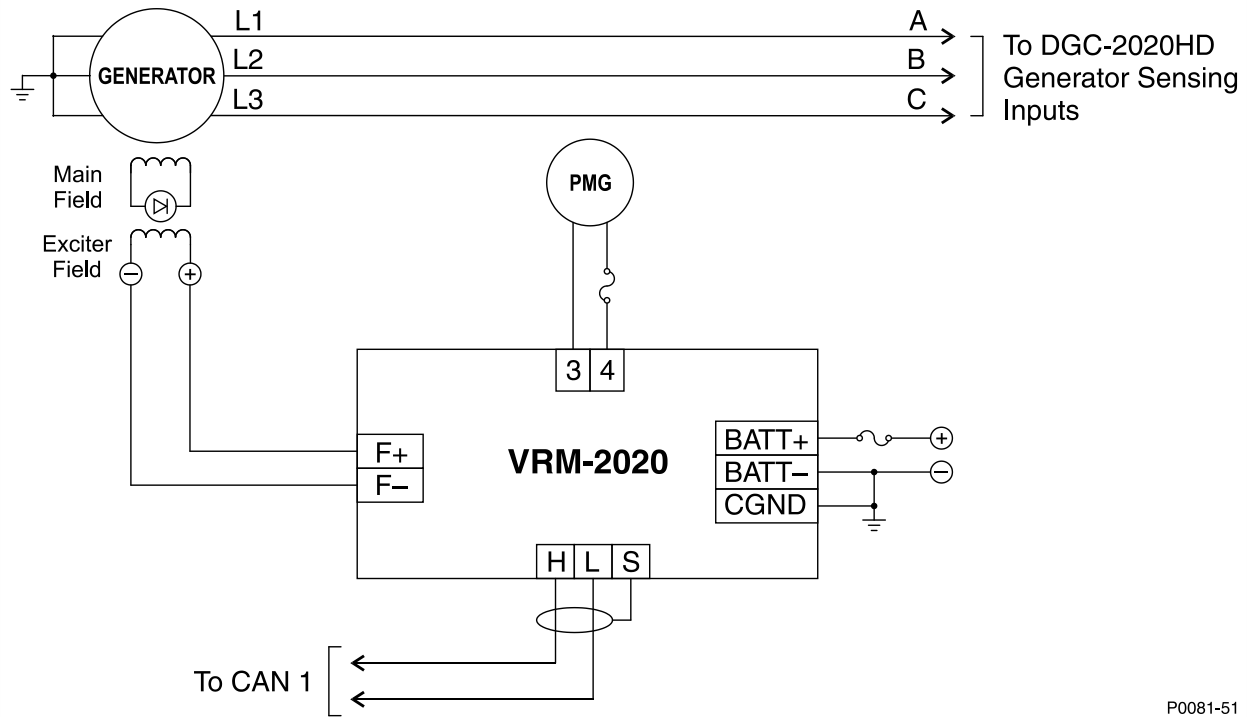 L1
A
L2
B
L3
C
GENERATOR
To DGC-2020HD
Generator Sensing
Inputs
Main
Field
PMG
Exciter
Field
−
+
3
4
F+
F−
VRM-2020
BATT+
BATT−
CGND
+
−
H
L
S
To CAN 1
P0081-51